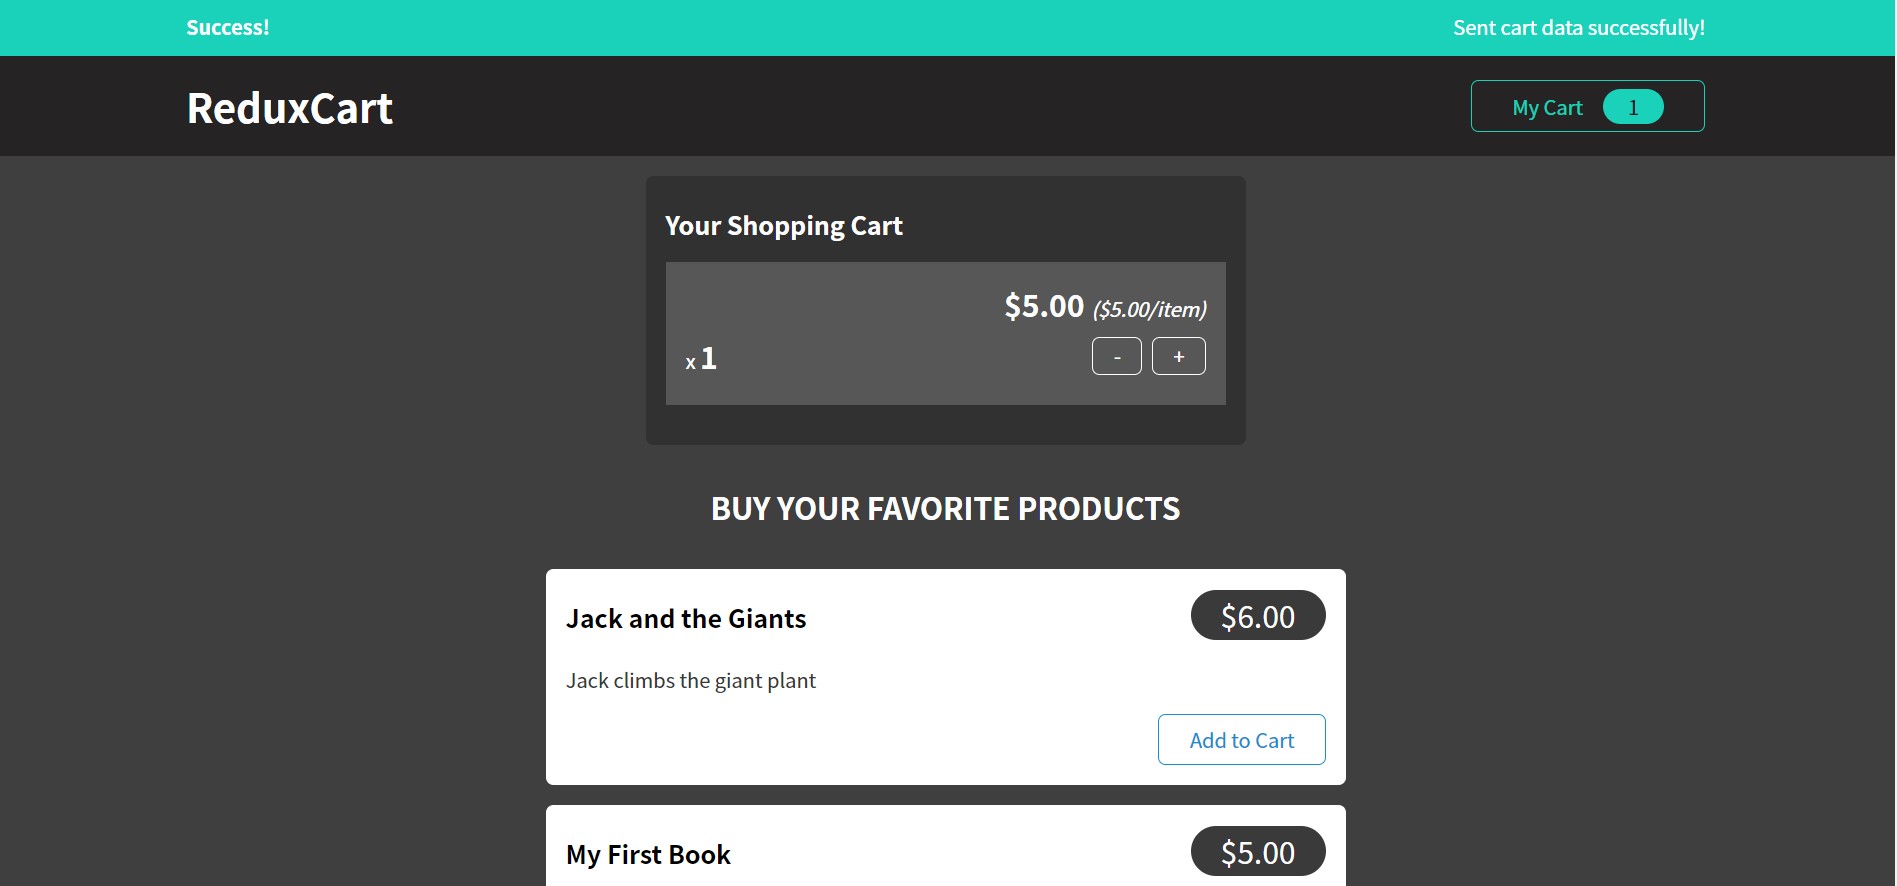 Success! Sent cart data successfully!
ReduxCart My Cart 1
Your Shopping Cart
$5.00 ($5.00/item)
x 1 - +
BUY YOUR FAVORITE PRODUCTS
Jack and the Giants $6.00
Jack climbs the giant plant
Add to Cart
My First Book $5.00